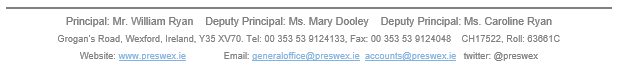 Principal: Mr. William Ryan    Deputy Principal: Ms. Mary Dooley    Deputy Principal: Ms. Caroline Ryan
Grogan's Road, Wexford, Ireland, Y35 XV70. Tel: 00 353 53 9124133, Fax: 00 353 53 9124048    CH17522, Roll: 63661C
Website: www.preswex.ie    Email: generaloffice@preswex.ie  accounts@preswex.ie   twitter: @preswex